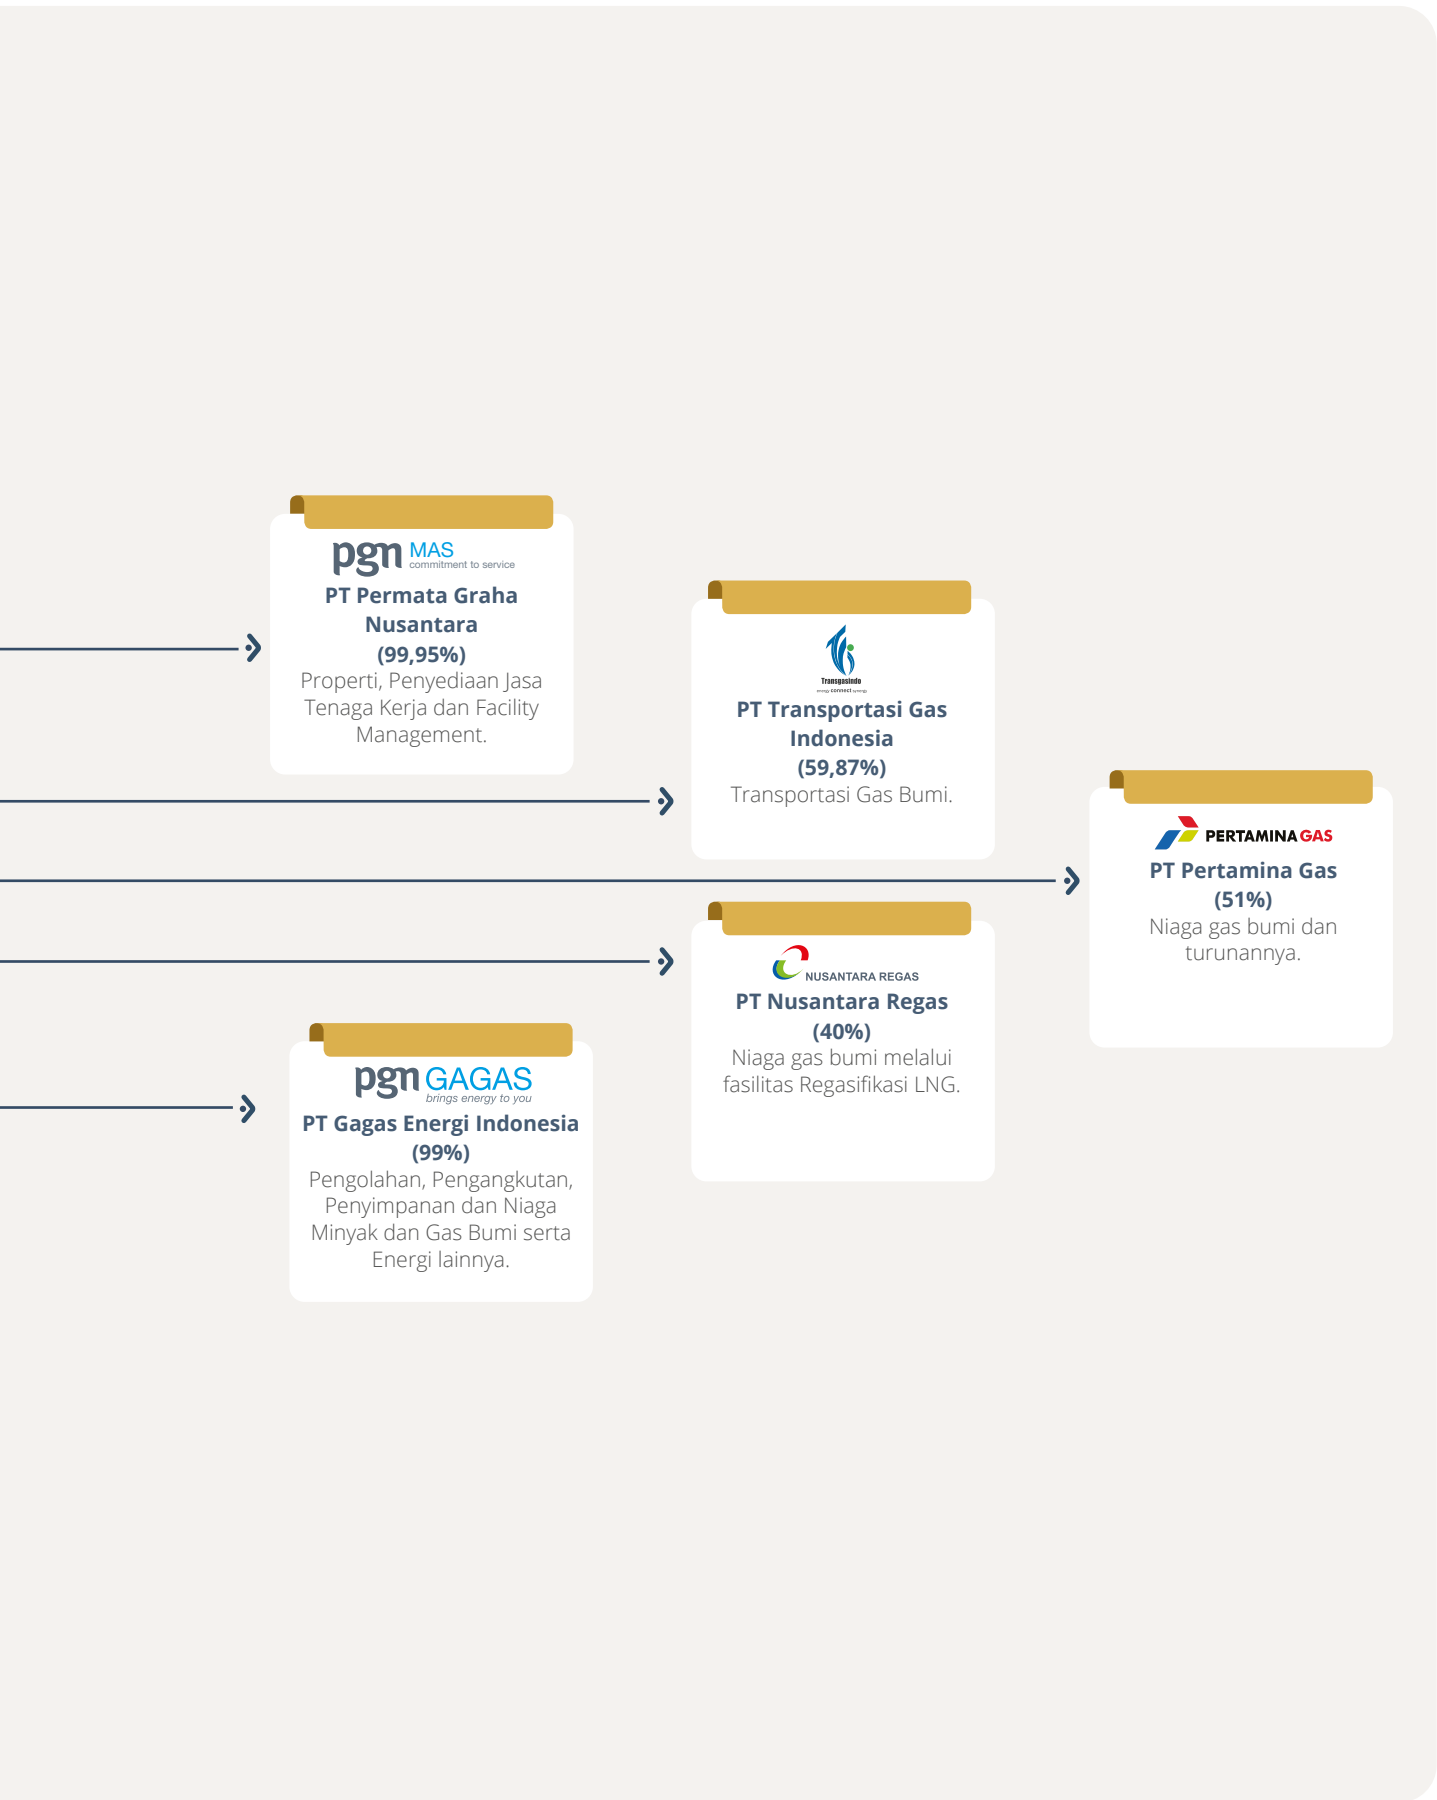 pgn MAS
commitment to service
PT Permata Graha
Nusantara
(99,95%)
Properti, Penyediaan Jasa
Tenaga Kerja dan Facility
Management.
Transgasindo
energy connect synergy
PT Transportasi Gas
Indonesia
(59,87%)
Transportasi Gas Bumi.
PERTAMINA GAS
PT Pertamina Gas
(51%)
Niaga gas bumi dan
turunannya.
NUSANTARA REGAS
PT Nusantara Regas
(40%)
Niaga gas bumi melalui
fasilitas Regasifikasi LNG.
pgn GAGAS
brings energy to you
PT Gagas Energi Indonesia
(99%)
Pengolahan, Pengangkutan,
Penyimpanan dan Niaga
Minyak dan Gas Bumi serta
Energi lainnya.